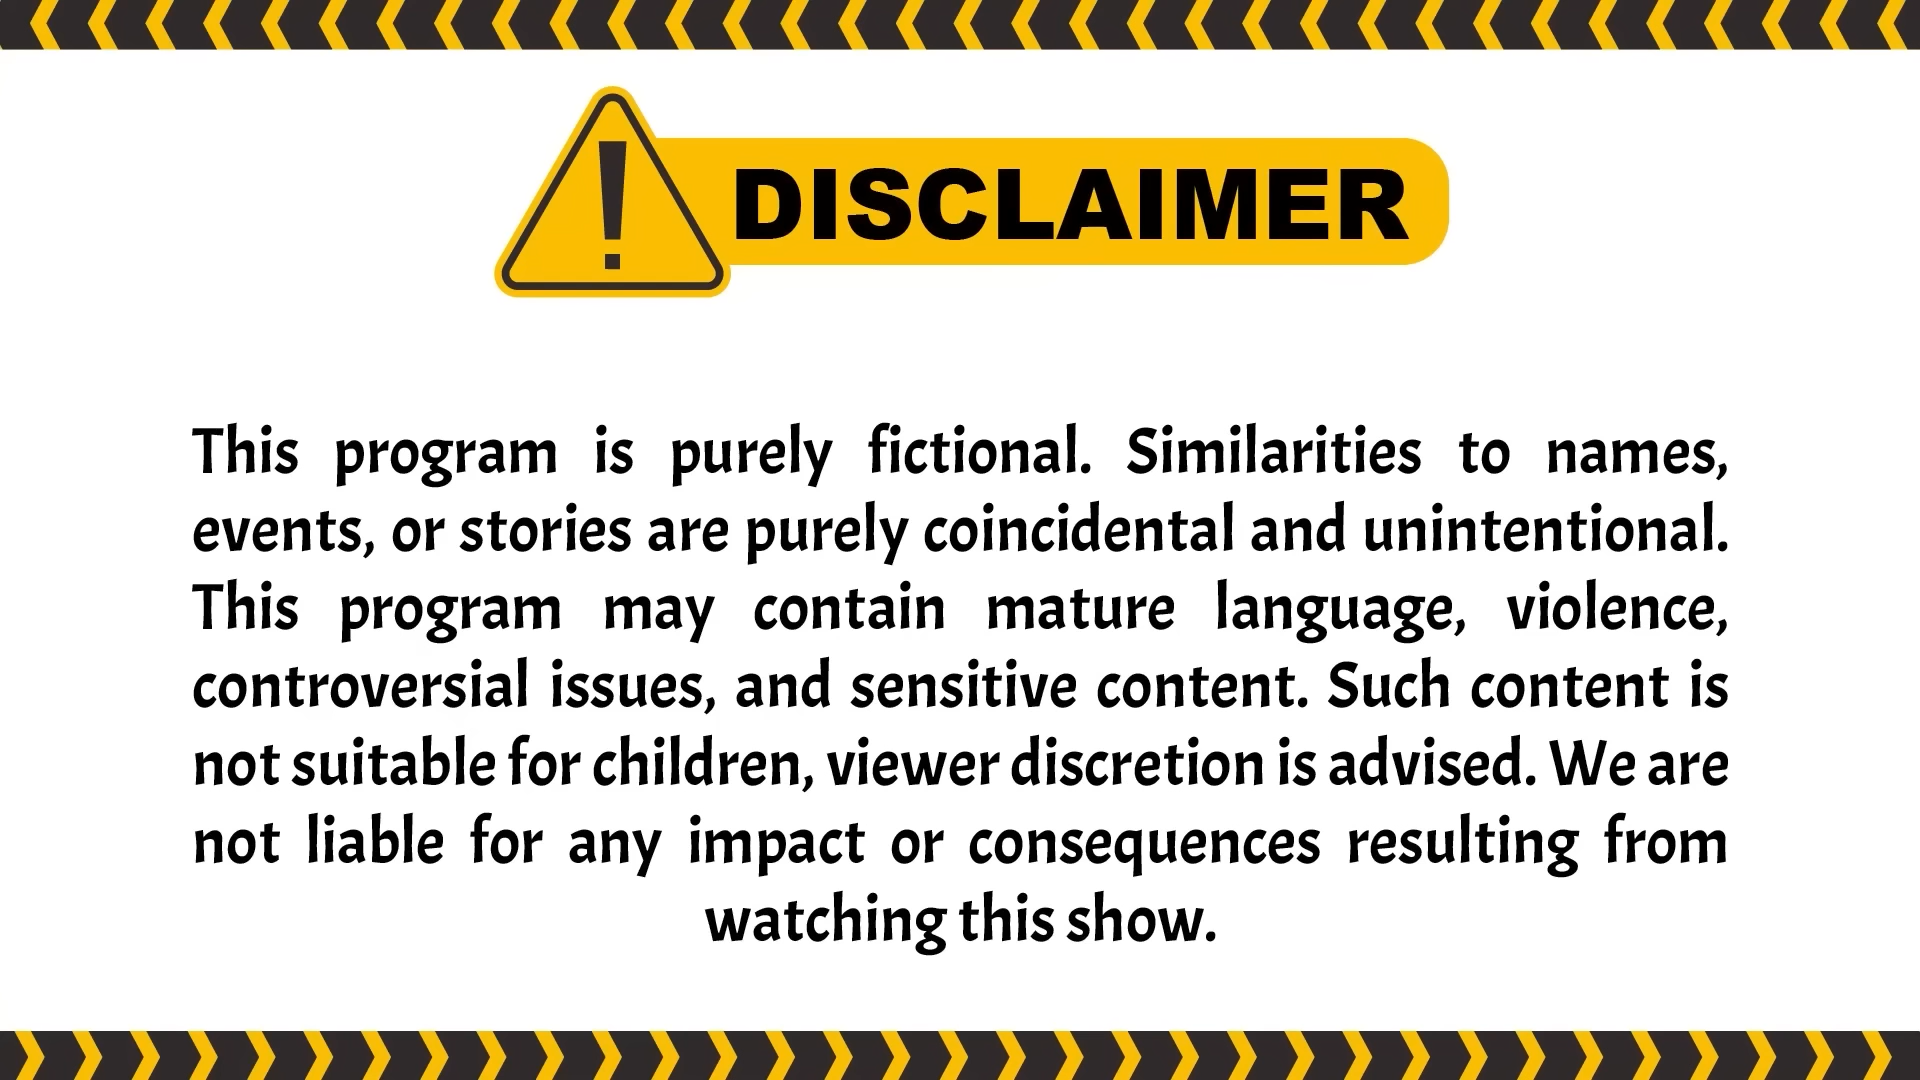 DISCLAIMER
This program is purely fictional. Similarities to names,
events, or stories are purely coincidental and unintentional.
This program may contain mature language, violence,
controversial issues, and sensitive content. Such content is
not suitable for children, viewer discretion is advised. We are
not liable for any impact or consequences resulting from
watching this show.